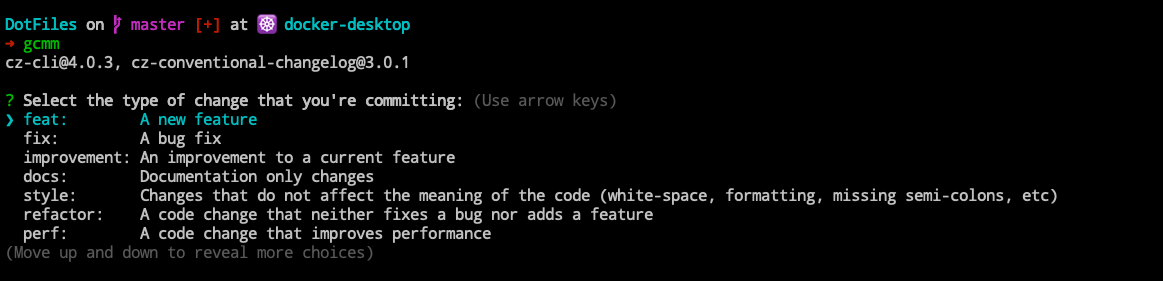 DotFiles on master [+] at docker-desktop
→ gcmm
cz-cli@4.0.3, cz-conventional-changelog@3.0.1
? Select the type of change that you're committing: (Use arrow keys)
❯ feat: A new feature
fix: A bug fix
improvement: An improvement to a current feature
docs: Documentation only changes
style: Changes that do not affect the meaning of the code (white-space, formatting, missing semi-colons, etc)
refactor: A code change that neither fixes a bug nor adds a feature
perf: A code change that improves performance
(Move up and down to reveal more choices)